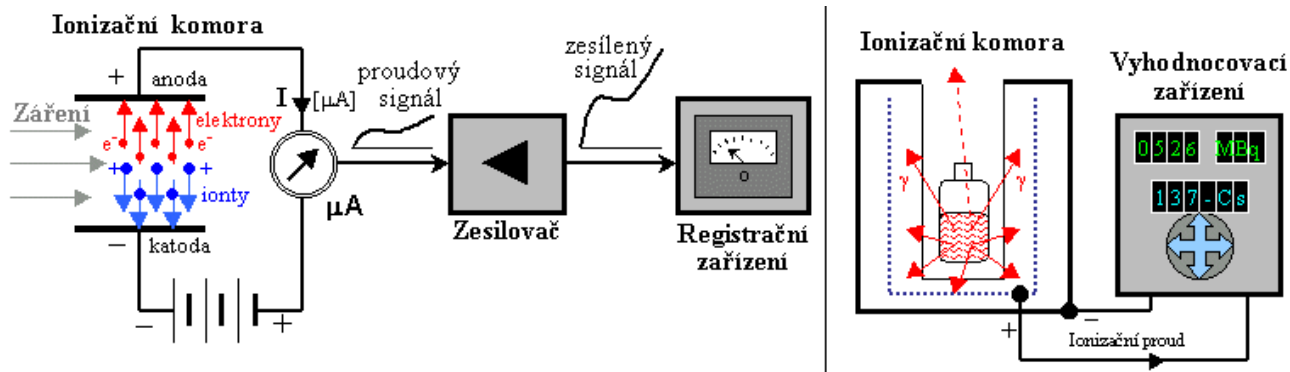 Ionizační komora
+
anoda
Záření
e-
e-
elektrony
+
+
ionty
−
katoda
−
+
I
[µA]
µA
proudový
signál
Zesilovač
zesílený
signál
0
Registrační
zařízení
Ionizační komora
γ
γ
+
−
Ionizační proud
Vyhodnocovací
zařízení
0526 MBq
137-Cs